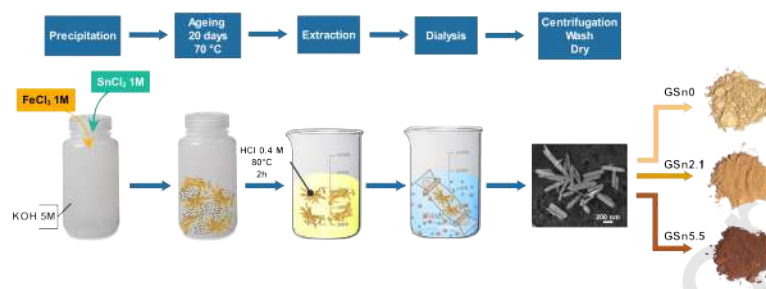 Precipitation
Ageing
20 days
70 °C
Extraction
Dialysis
Centrifugation
Wash
Dry
SnCl₂ 1M
FeCl₃ 1M
KOH 5M
HCl 0.4 M
80°C
2h
200 nm
GSn0
GSn2.1
GSn5.5